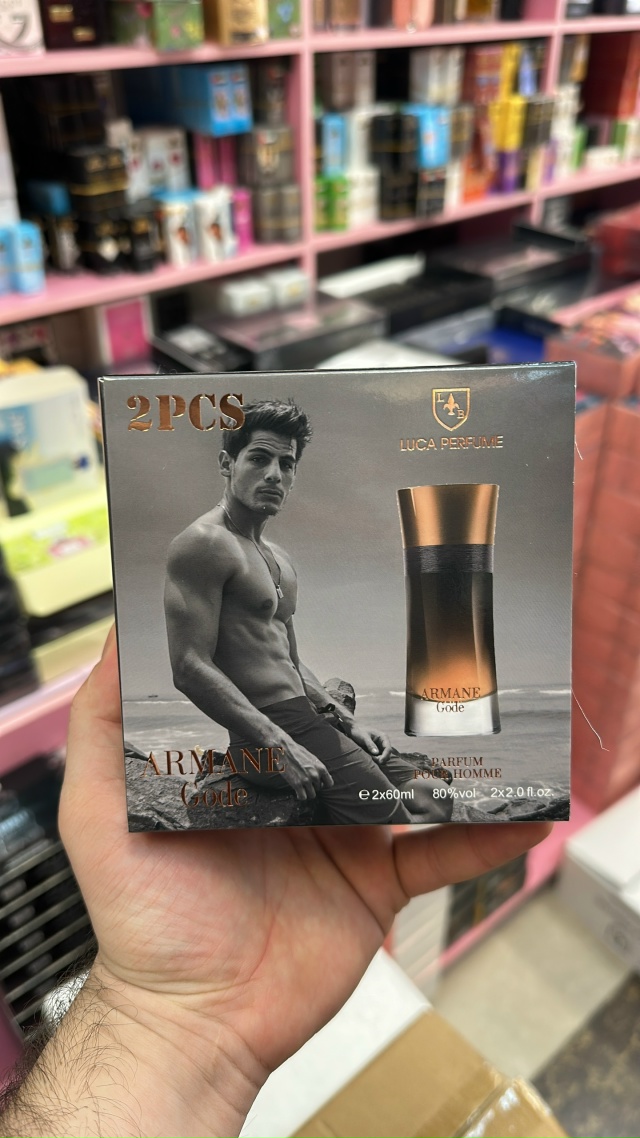 2PCS
L B
LUCA PERFUME
ARMANE
Gode
ARMANE
Gode
PARFUM
POUR HOMME
℮2x60ml 80%vol 2x2.0 fl.oz.